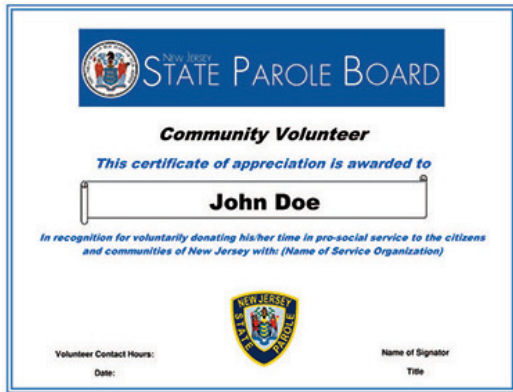 NEW JERSEY
STATE PAROLE BOARD
Community Volunteer
This certificate of appreciation is awarded to
John Doe
In recognition for voluntarily donating his/her time in pro-social service to the citizens
and communities of New Jersey with: (Name of Service Organization)
NEW JERSEY
STATE PAROLE
Volunteer Contact Hours:
Name of Signator
Date:
Title